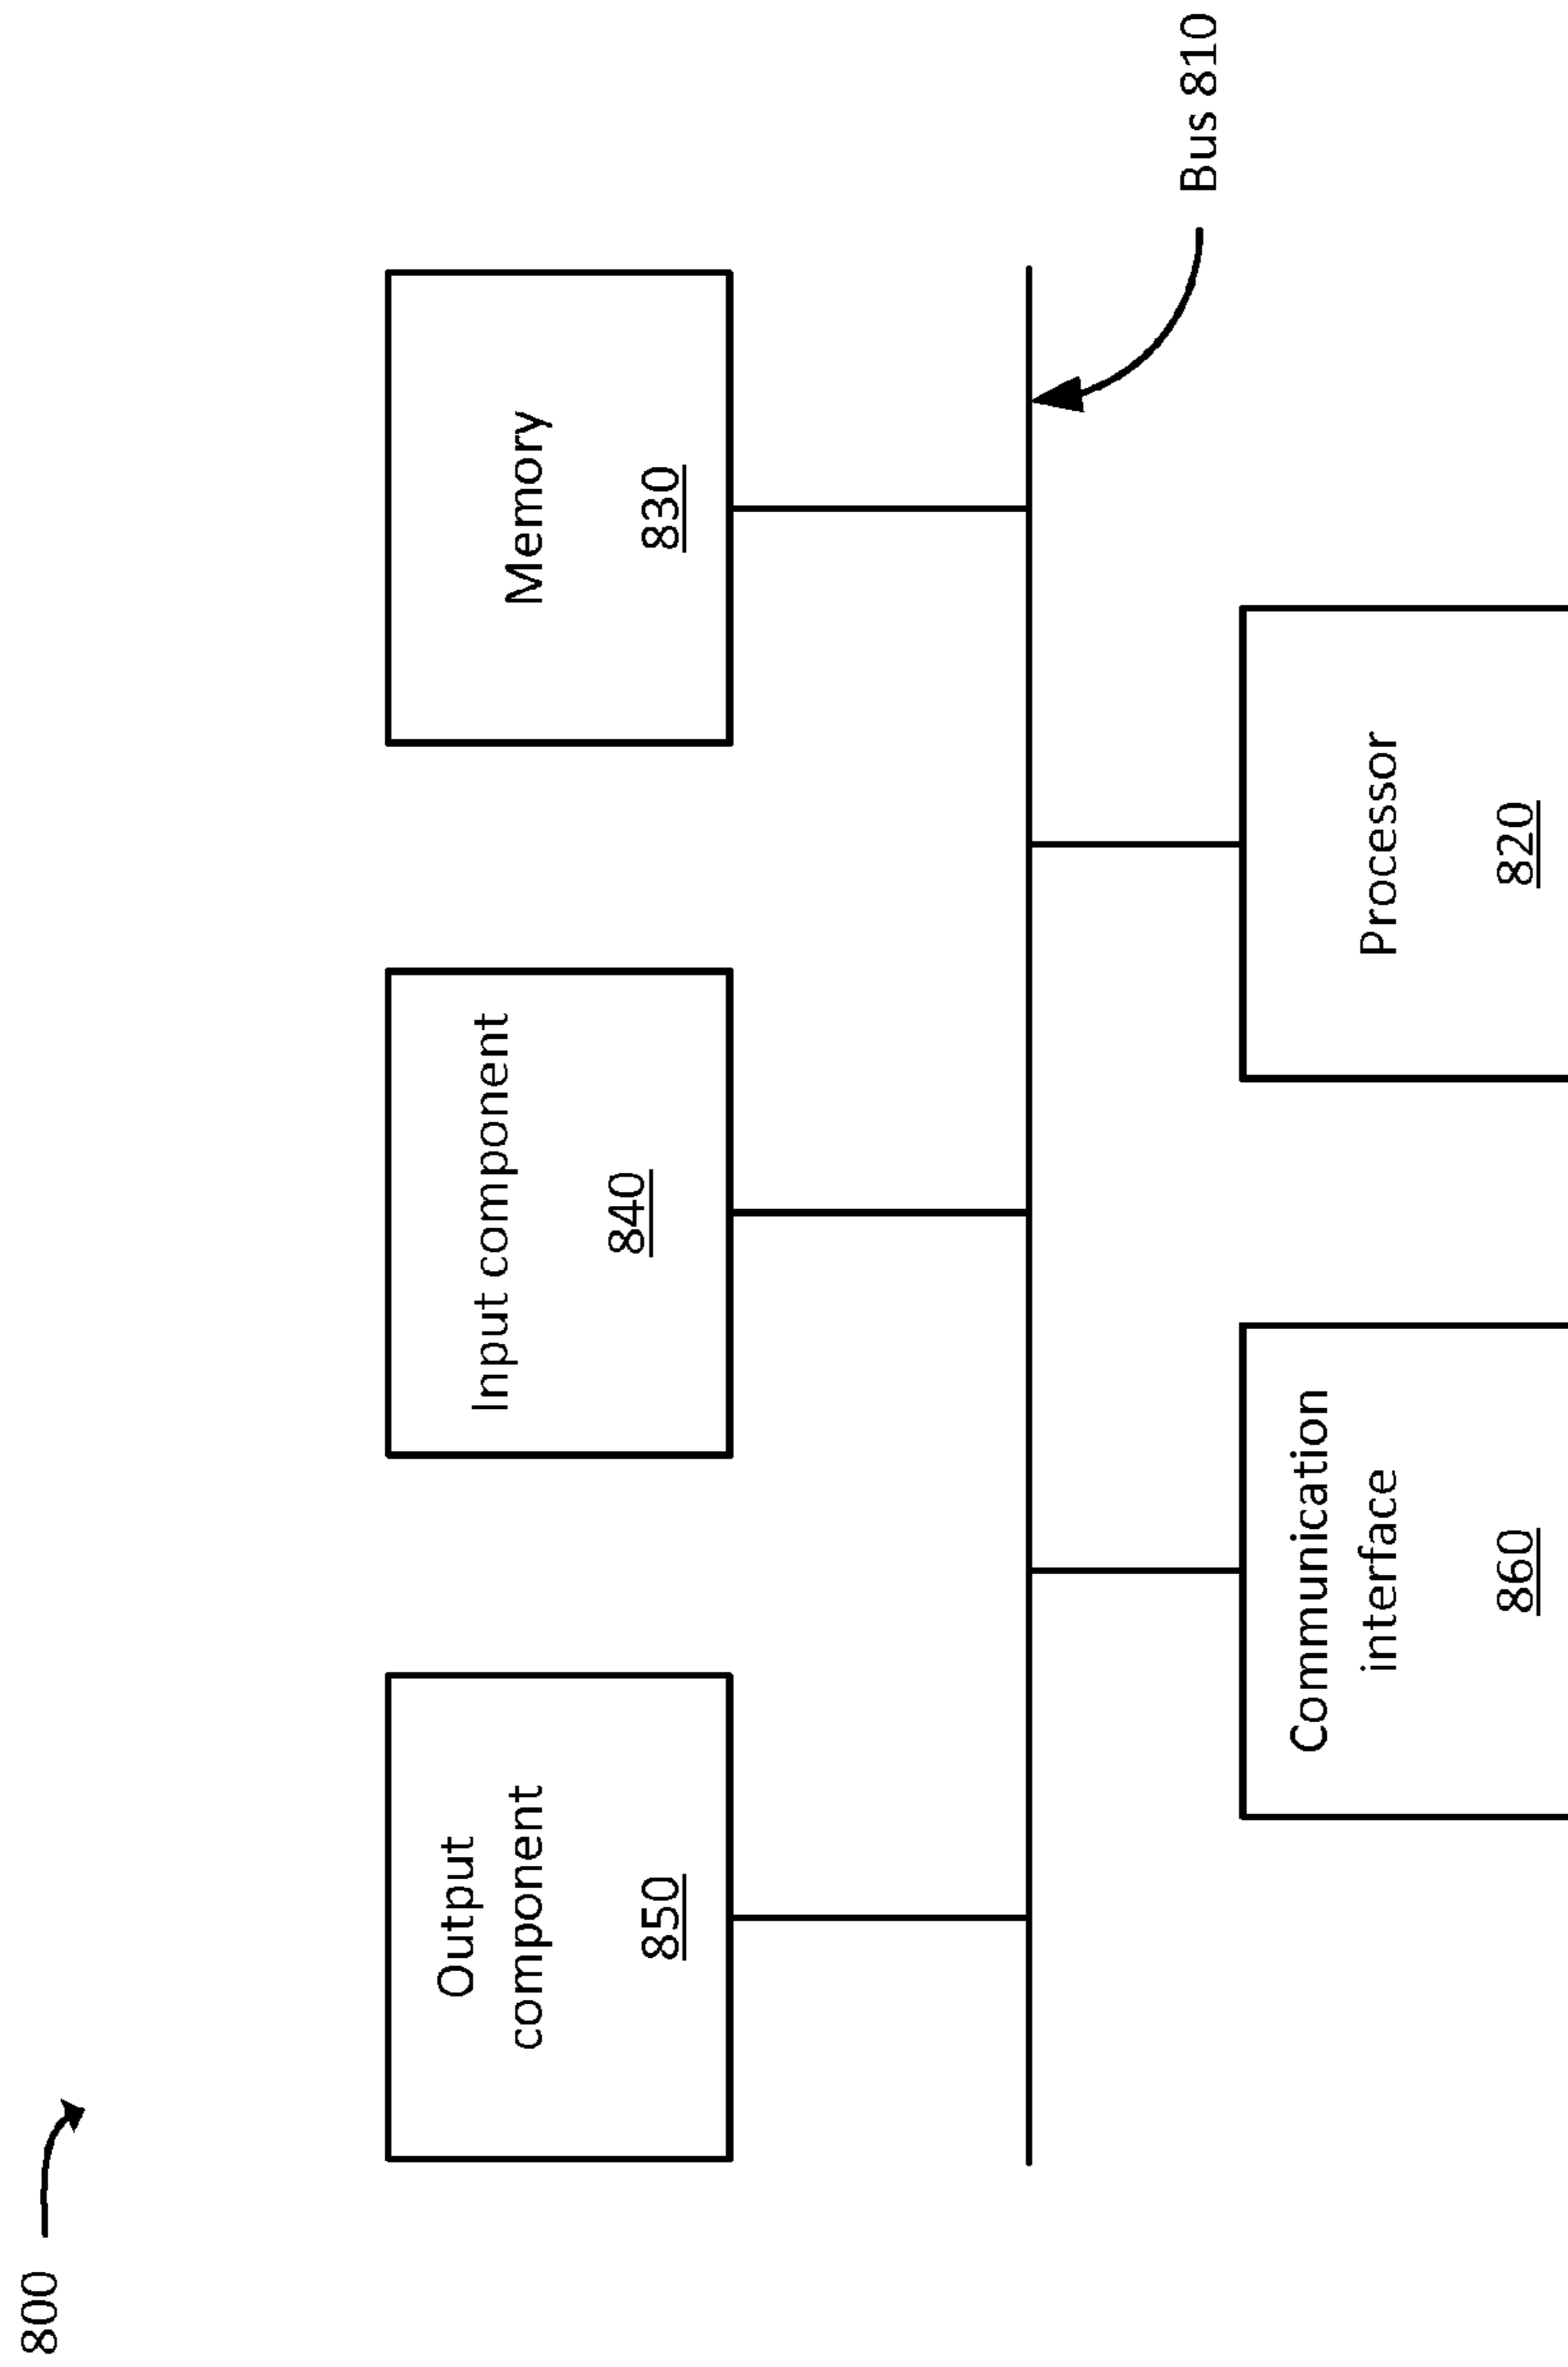 800
Output
component
850
Input component
840
Memory
830
Bus 810
Communication
interface
860
Processor
820